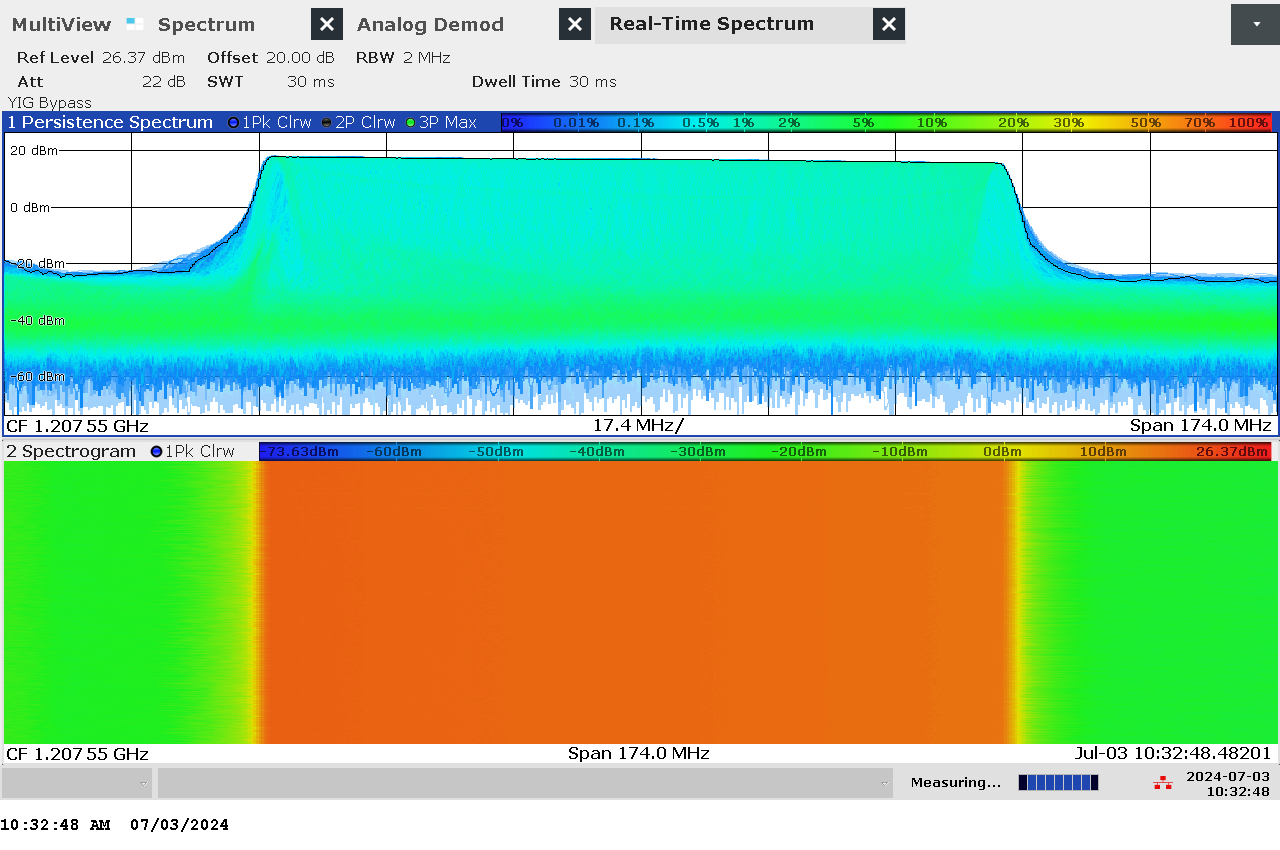 MultiView Spectrum Analog Demod Real-Time Spectrum
Ref Level 26.37 dBm Offset 20.00 dB RBW 2 MHz
Att 22 dB SWT 30 ms Dwell Time 30 ms
YIG Bypass
1 Persistence Spectrum 1Pk Clrw 2P Clrw 3P Max 0% 0.01% 0.1% 0.5% 1% 2% 5% 10% 20% 30% 50% 70% 100%
20 dBm
0 dBm
-20 dBm
-40 dBm
-60 dBm
CF 1.20755 GHz 17.4 MHz/ Span 174.0 MHz
2 Spectrogram 1Pk Clrw -73.63dBm -60dBm -50dBm -40dBm -30dBm -20dBm -10dBm 0dBm 10dBm 26.37dBm
CF 1.20755 GHz Span 174.0 MHz Jul-03 10:32:48.48201
Measuring... 2024-07-03
10:32:48
10:32:48 AM 07/03/2024